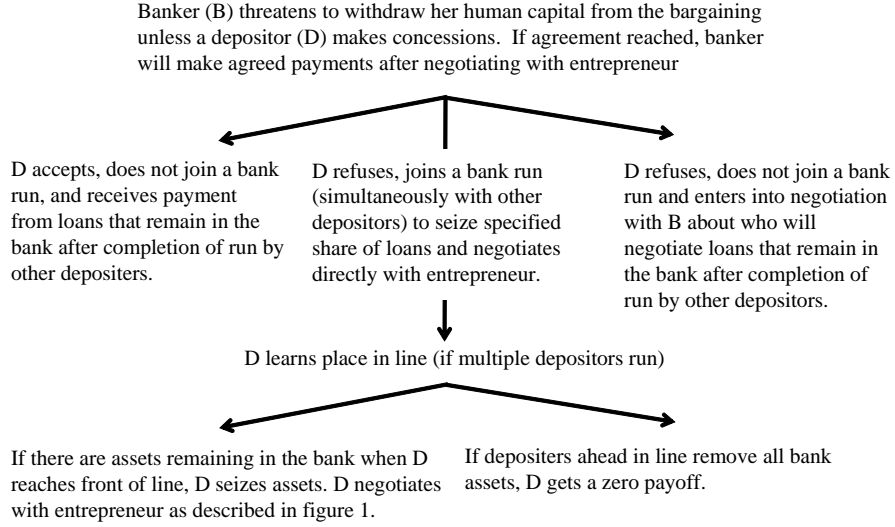 Banker (B) threatens to withdraw her human capital from the bargaining
unless a depositor (D) makes concessions.  If agreement reached, banker
will make agreed payments after negotiating with entrepreneur
D accepts, does not join a bank
run, and receives payment
from loans that remain in the
bank after completion of run by
other depositers.
D refuses, joins a bank run
(simultaneously with other
depositors) to seize specified
share of loans and negotiates
directly with entrepreneur.
D refuses, does not join a bank
run and enters into negotiation
with B about who will
negotiate loans that remain in
the bank after completion of
run by other depositors.
D learns place in line (if multiple depositors run)
If there are assets remaining in the bank when D
reaches front of line, D seizes assets. D negotiates
with entrepreneur as described in figure 1.
If depositers ahead in line remove all bank
assets, D gets a zero payoff.